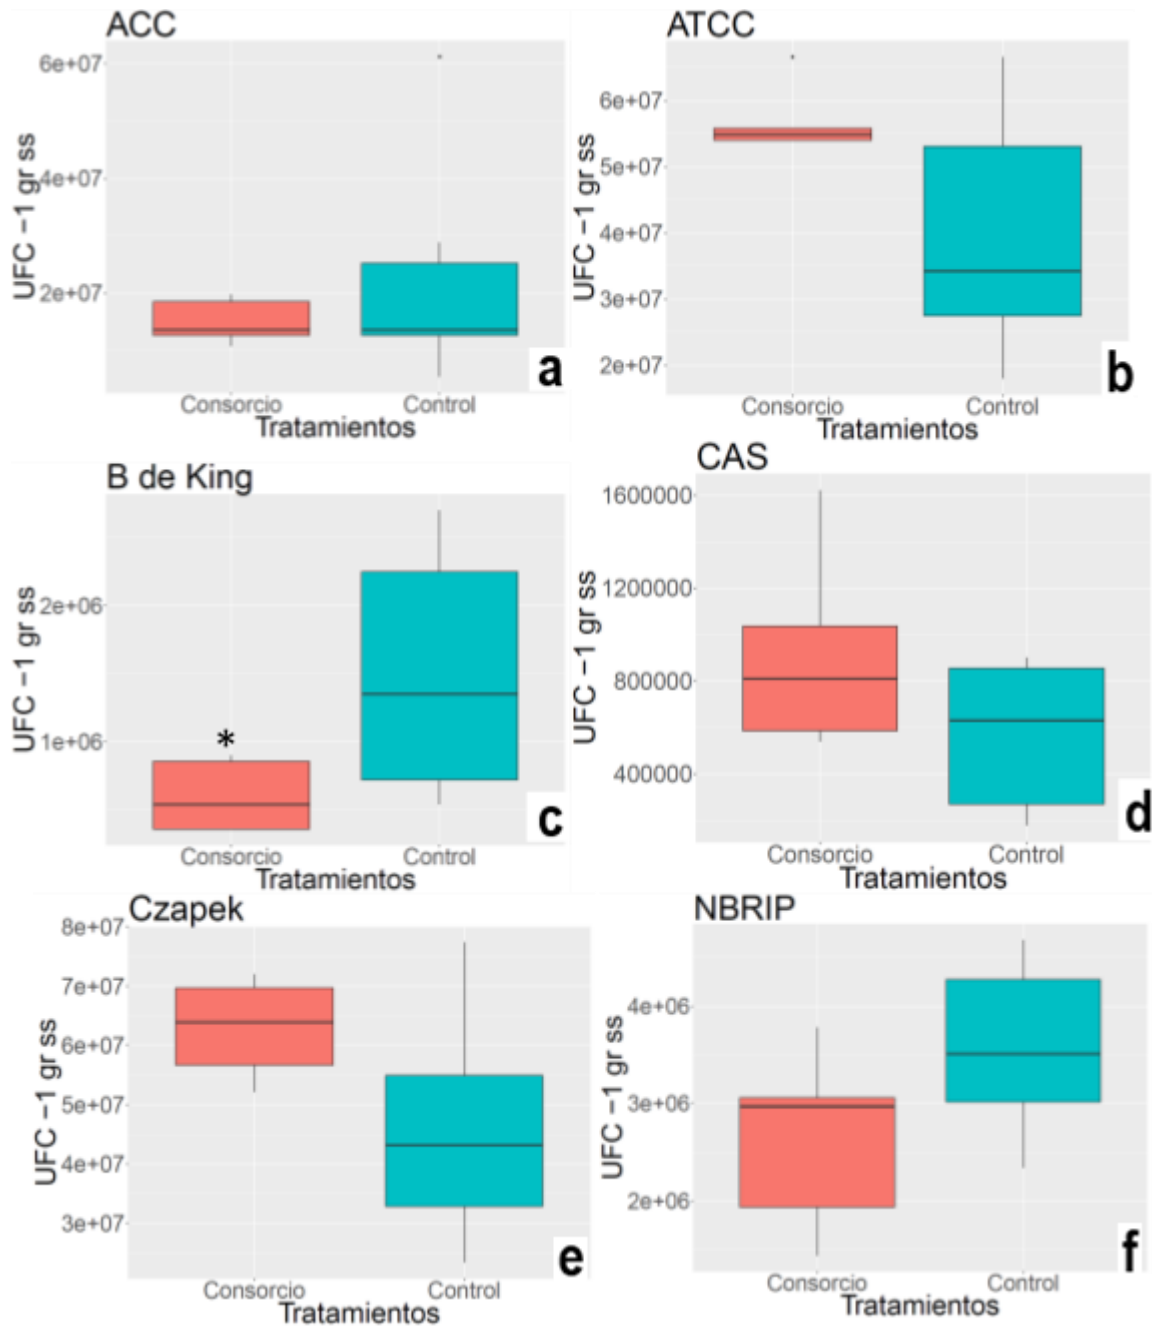 ACC
UFC −1 gr ss
6e+07
4e+07
2e+07
Consorcio Control
Tratamientos
a
ATCC
UFC −1 gr ss
6e+07
5e+07
4e+07
3e+07
2e+07
Consorcio Control
Tratamientos
b
B de King
UFC −1 gr ss
2e+06
1e+06
*
Consorcio Control
Tratamientos
c
CAS
UFC −1 gr ss
1600000
1200000
800000
400000
Consorcio Control
Tratamientos
d
Czapek
UFC −1 gr ss
8e+07
7e+07
6e+07
5e+07
4e+07
3e+07
Consorcio Control
Tratamientos
e
NBRIP
UFC −1 gr ss
4e+06
3e+06
2e+06
Consorcio Control
Tratamientos
f